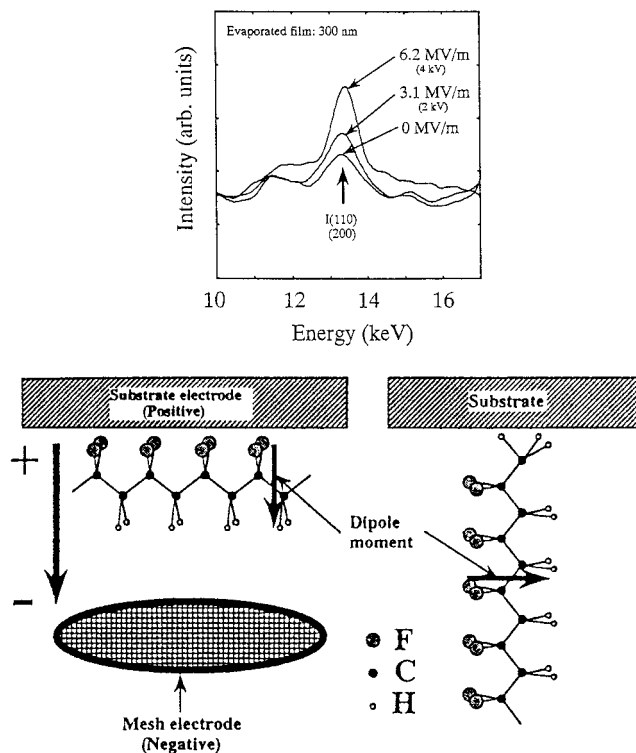 Evaporated film: 300 nm
6.2 MV/m
(4 kV)
3.1 MV/m
(2 kV)
0 MV/m
I(110)
(200)
Intensity (arb. units)
10 12 14 16
Energy (keV)
Substrate electrode
(Positive)
Substrate
+
Dipole
moment
−
F
C
H
Mesh electrode
(Negative)